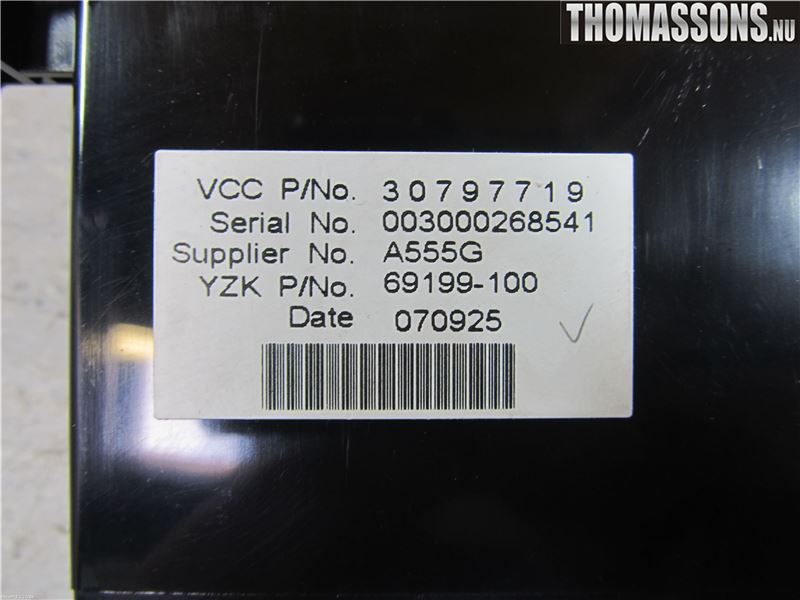 THOMASSONS.NU
VCC P/No. 30797719
Serial No. 003000268541
Supplier No. A555G
YZK P/No. 69199-100
Date 070925